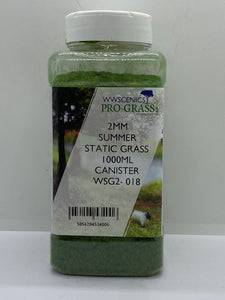 WWSCENICS
PRO-GRASS
2MM
SUMMER
STATIC GRASS
1000ML
CANISTER
WSG2- 018